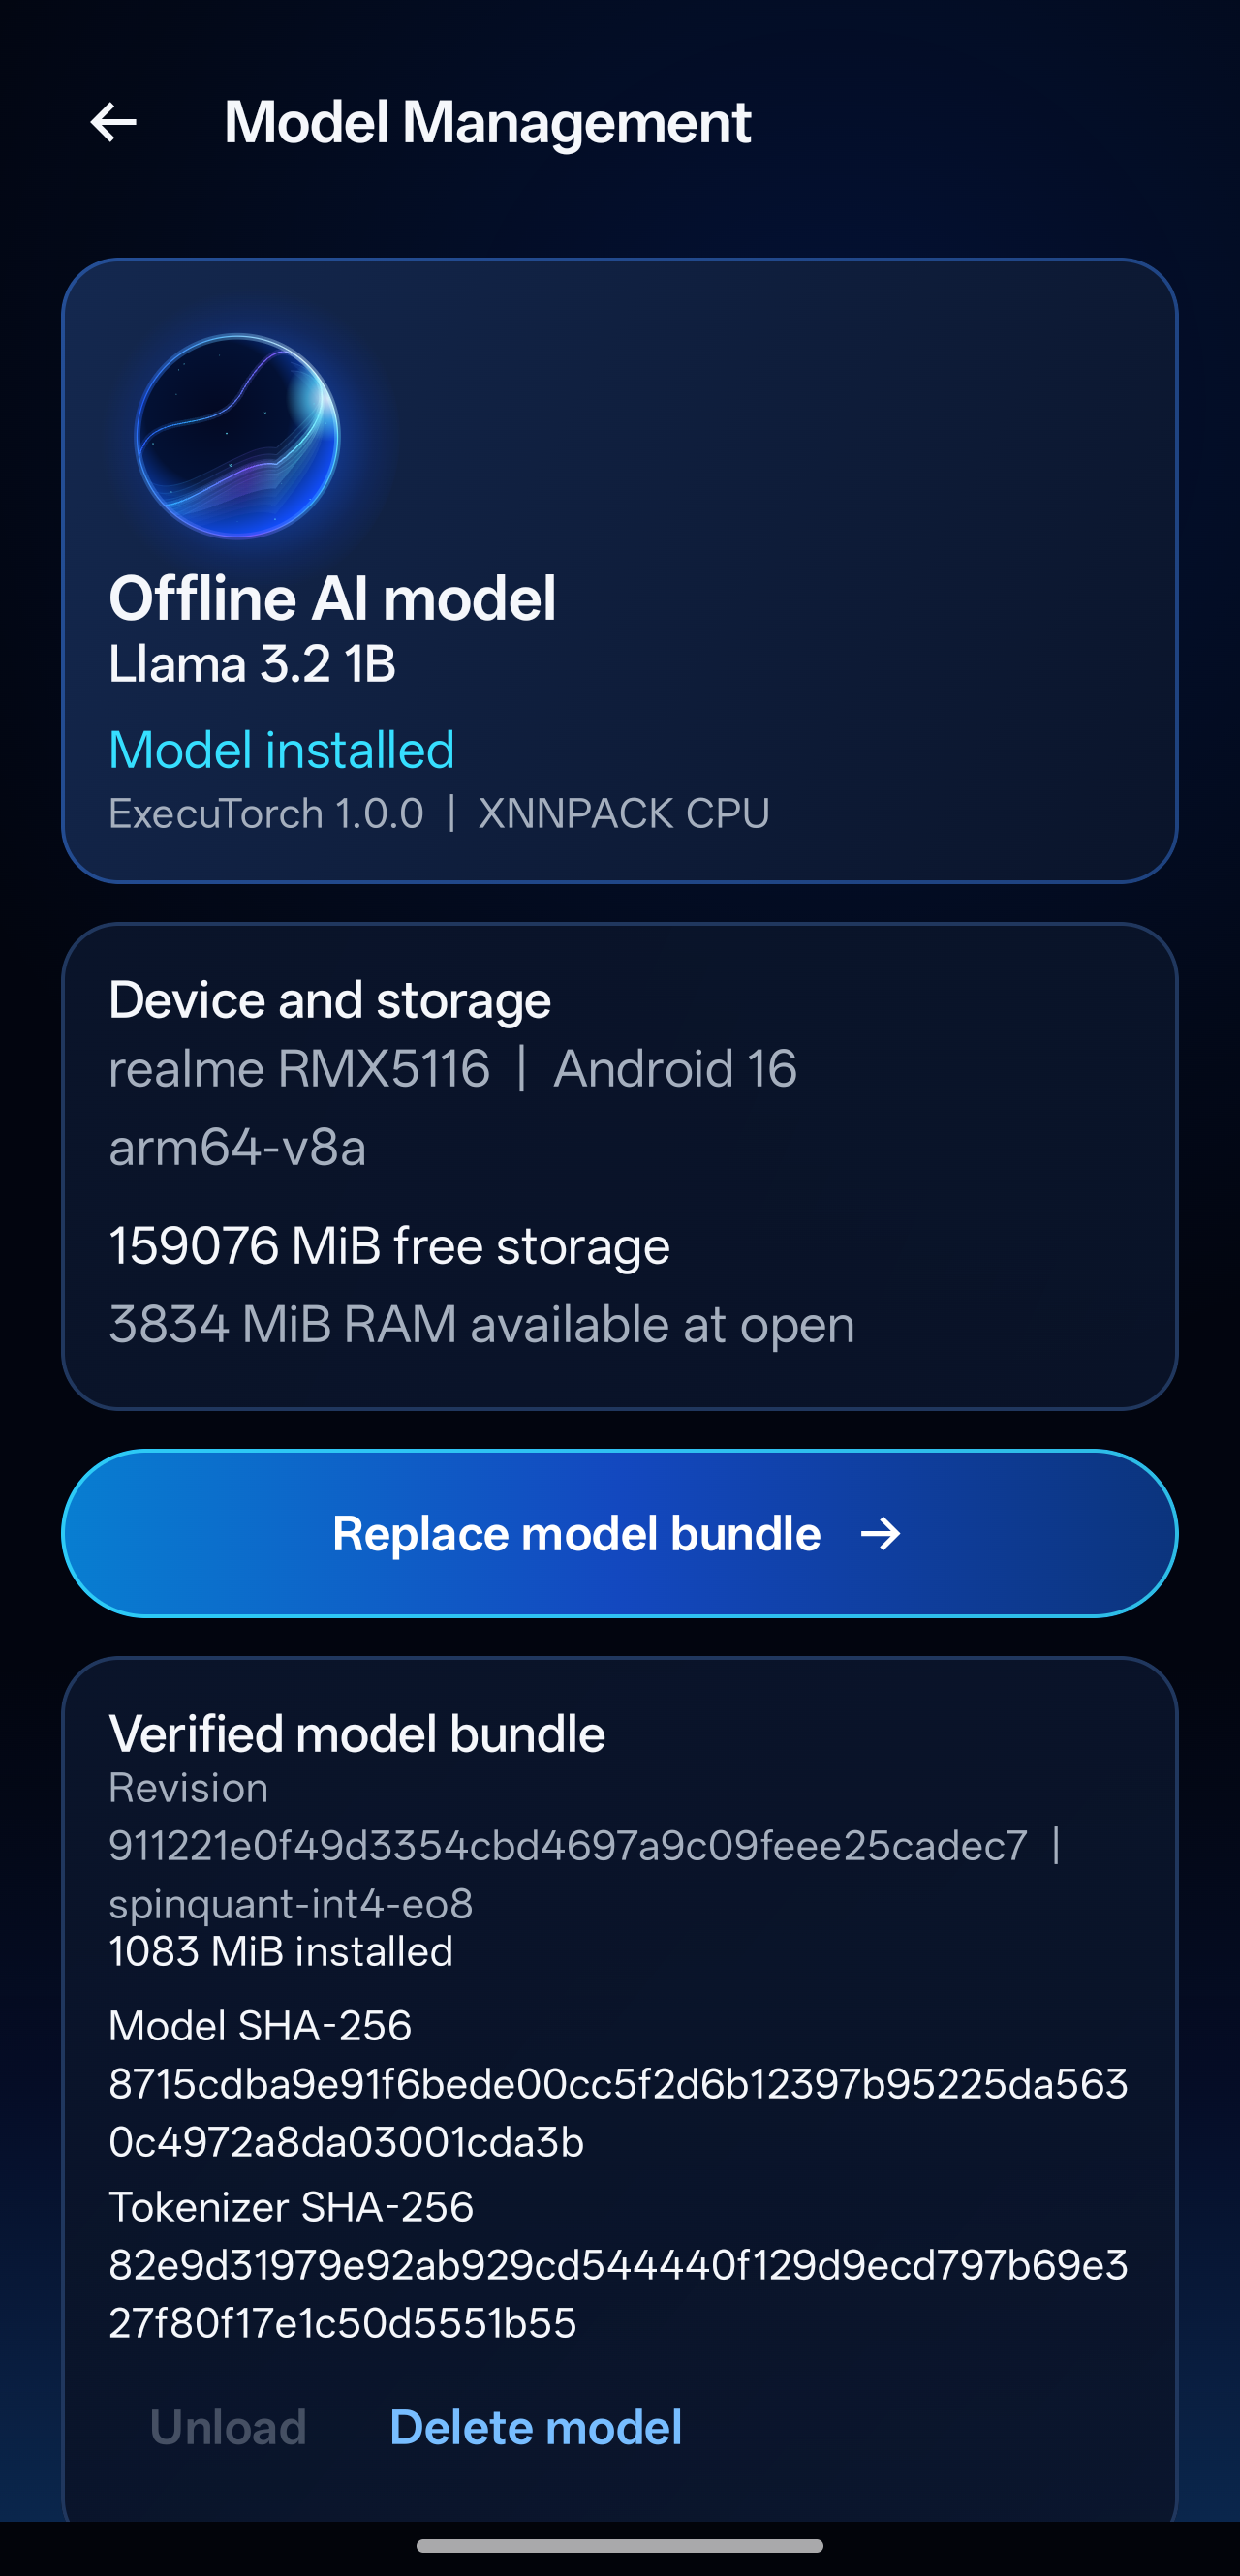 Model Management
Offline AI model
Llama 3.2 1B
Model installed
ExecuTorch 1.0.0 | XNNPACK CPU
Device and storage
realme RMX5116 | Android 16
arm64-v8a
159076 MiB free storage
3834 MiB RAM available at open
Replace model bundle
Verified model bundle
Revision
911221e0f49d3354cbd4697a9c09feee25cadec7 |
spinquant-int4-eo8
1083 MiB installed
Model SHA-256
8715cdba9e91f6bede00cc5f2d6b12397b95225da563
0c4972a8da03001cda3b
Tokenizer SHA-256
82e9d31979e92ab929cd544440f129d9ecd797b69e3
27f80f17e1c50d5551b55
Unload
Delete model